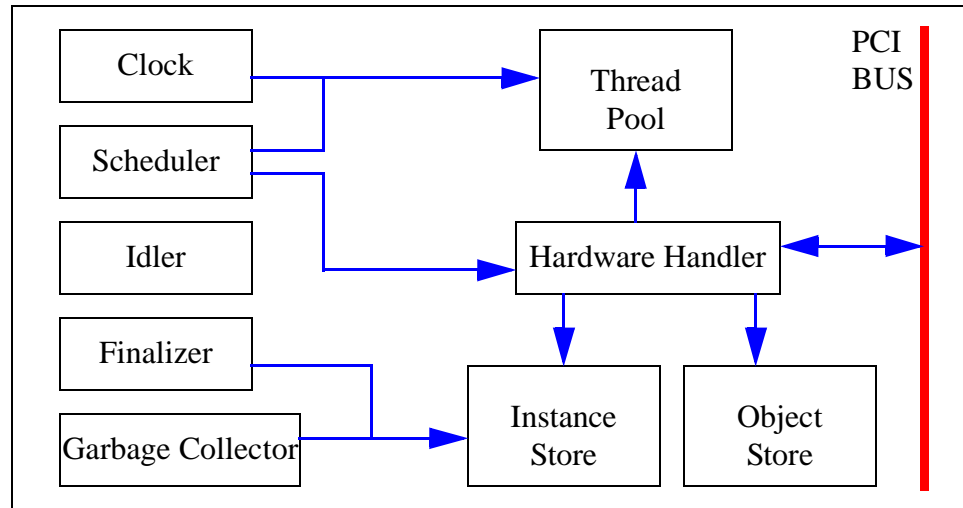 Clock
Thread
Pool
PCI
BUS
Scheduler
Idler
Hardware Handler
Finalizer
Garbage Collector
Instance
Store
Object
Store